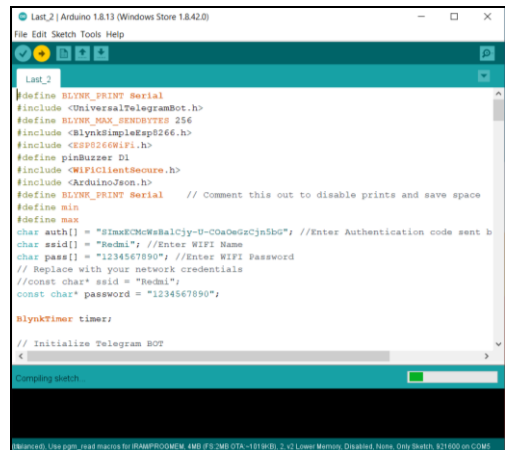 Last_2 | Arduino 1.8.13 (Windows Store 1.8.42.0)
File Edit Sketch Tools Help
Last_2
#define BLYNK_PRINT Serial
#include <UniversalTelegramBot.h>
#define BLYNK_MAX_SENDBYTES 256
#include <BlynkSimpleEsp8266.h>
#include <ESP8266WiFi.h>
#define pinBuzzer D1
#include <WiFiClientSecure.h>
#include <ArduinoJson.h>
#define BLYNK_PRINT Serial    // Comment this out to disable prints and save space
#define min
#define max
char auth[] = "SImxECMcWsBalCjy-U-COaOeGzCjn5bG"; //Enter Authentication code sent b
char ssid[] = "Redmi"; //Enter WIFI Name
char pass[] = "1234567890"; //Enter WIFI Password
// Replace with your network credentials
//const char* ssid = "Redmi";
const char* password = "1234567890";
BlynkTimer timer;
// Initialize Telegram BOT
Compiling sketch...
Use pgm_read macros for IRAM/PROGMEM, 4MB (FS:2MB OTA:~1019KB), 2, v2 Lower Memory, Disabled, None, Only Sketch, 921600 on COM5